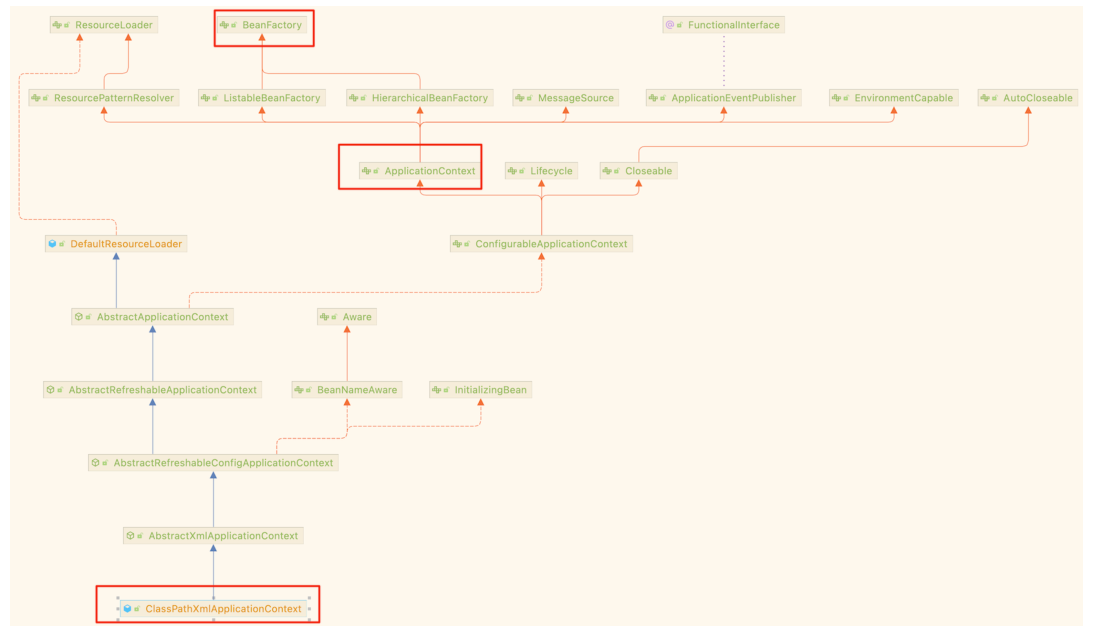 ResourceLoader
BeanFactory
FunctionalInterface
ResourcePatternResolver
ListableBeanFactory
HierarchicalBeanFactory
MessageSource
ApplicationEventPublisher
EnvironmentCapable
AutoCloseable
ApplicationContext
Lifecycle
Closeable
DefaultResourceLoader
ConfigurableApplicationContext
AbstractApplicationContext
Aware
AbstractRefreshableApplicationContext
BeanNameAware
InitializingBean
AbstractRefreshableConfigApplicationContext
AbstractXmlApplicationContext
ClassPathXmlApplicationContext